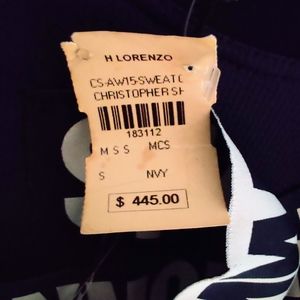 H LORENZO
CS-AW15-SWEATC
CHRISTOPHER SH
183112
M S S MCS
S NVY
$ 445.00